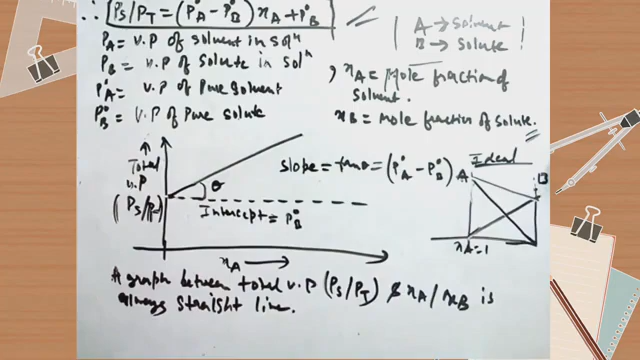 ∴ Ps/PT = (P°A − P°B) xA + P°B
( A → Solvent
B → Solute )
PA = V.P of solvent in solⁿ
PB = V.P of Solute in Solⁿ
P°A = V.P of Pure Solvent
P°B = V.P of Pure solute
, xA = Mole fraction of
solvent.
xB = Mole fraction of solute.
Total
V.P
(Ps/PT)
θ
Intercept = P°B
xA →
Slope = tanθ = (P°A − P°B)
Ideal
A
B
xA=1
A graph between total V.P (Ps/PT) & xA/xB is
always straight line.